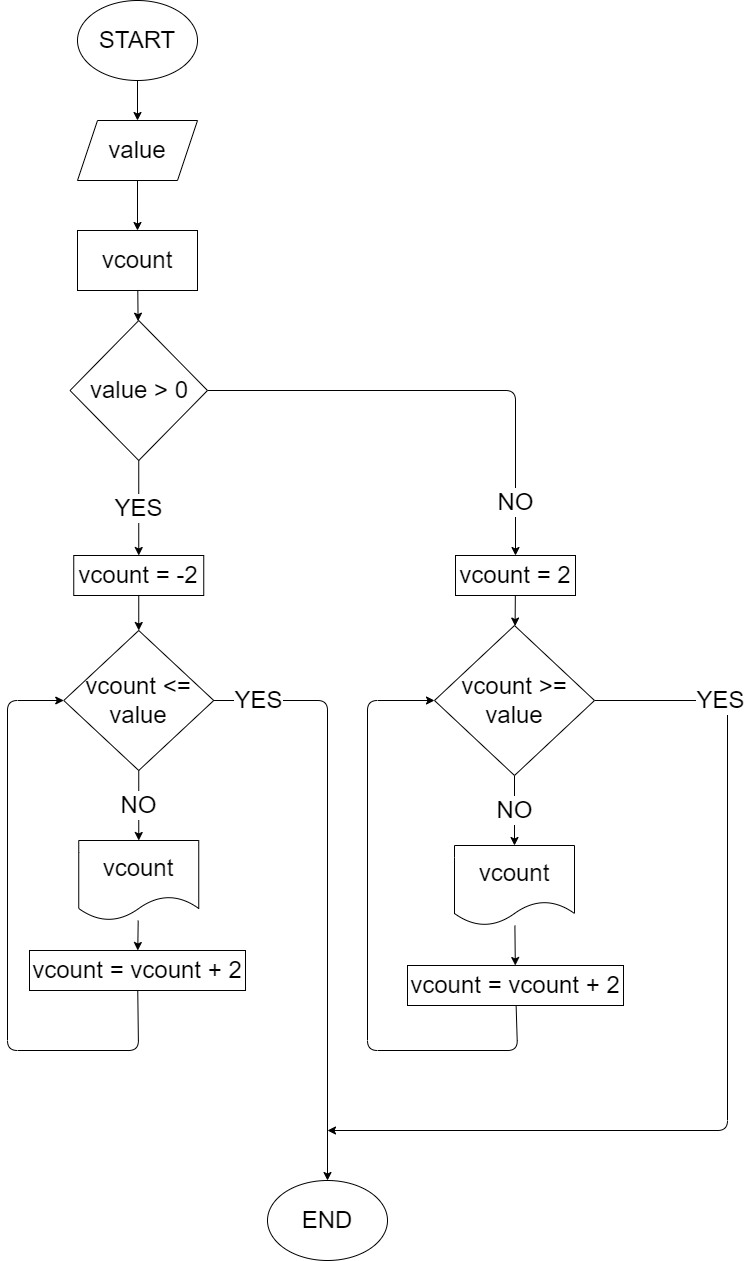 START
value
vcount
value > 0
YES
NO
vcount = -2
vcount = 2
vcount <=
value
YES
vcount >=
value
YES
NO
NO
vcount
vcount
vcount = vcount + 2
vcount = vcount + 2
END